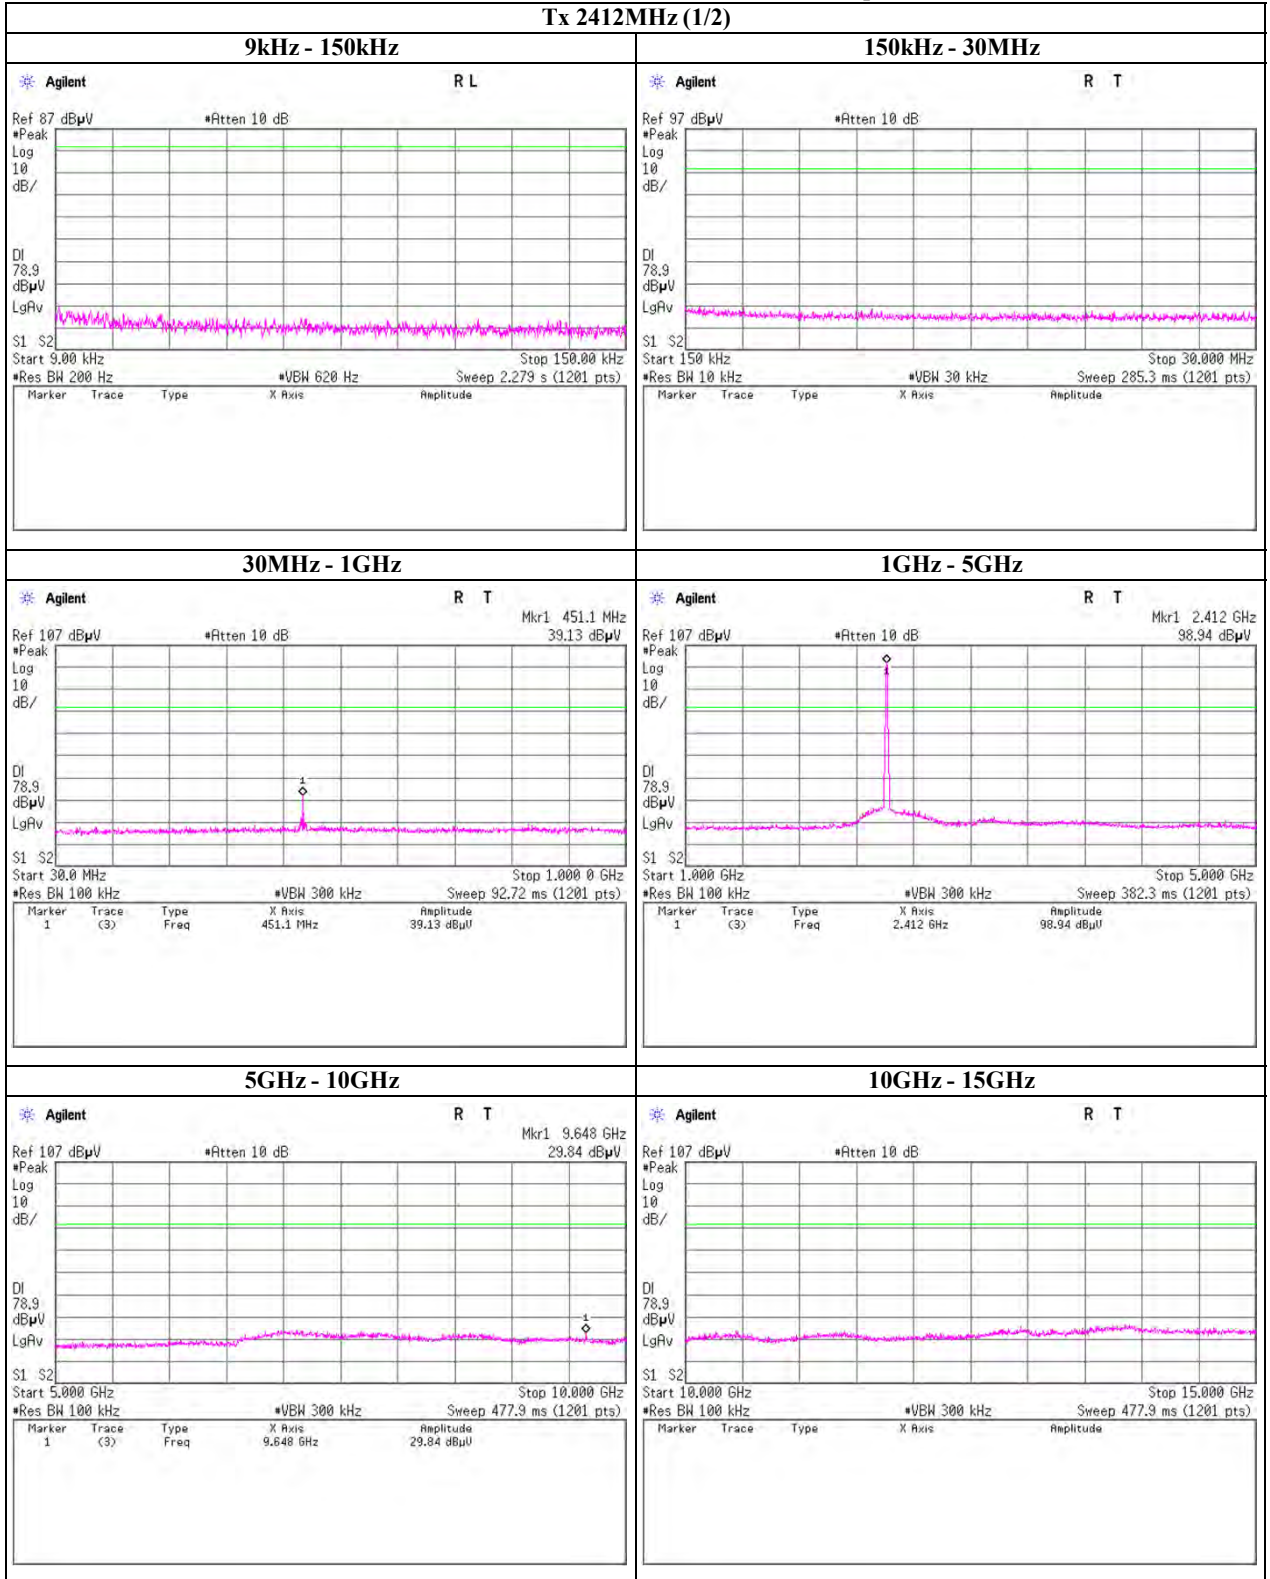 Tx 2412MHz (1/2)
9kHz - 150kHz
Agilent R L
Ref 87 dBµV #Atten 10 dB
#Peak
Log
10
dB/
DI
78.9
dBµV
LgAv
S1 S2
Start 9.00 kHz Stop 150.00 kHz
#Res BW 200 Hz #VBW 620 Hz Sweep 2.279 s (1201 pts)
Marker Trace Type X Axis Amplitude
150kHz - 30MHz
Agilent R T
Ref 97 dBµV #Atten 10 dB
#Peak
Log
10
dB/
DI
78.9
dBµV
LgAv
S1 S2
Start 150 kHz Stop 30.000 MHz
#Res BW 10 kHz #VBW 30 kHz Sweep 285.3 ms (1201 pts)
Marker Trace Type X Axis Amplitude
30MHz - 1GHz
Agilent R T
Mkr1 451.1 MHz
Ref 107 dBµV #Atten 10 dB 39.13 dBµV
#Peak
Log
10
dB/
1
DI
78.9
dBµV
LgAv
S1 S2
Start 30.0 MHz Stop 1.000 0 GHz
#Res BW 100 kHz #VBW 300 kHz Sweep 92.72 ms (1201 pts)
Marker Trace Type X Axis Amplitude
1 (3) Freq 451.1 MHz 39.13 dBµV
1GHz - 5GHz
Agilent R T
Mkr1 2.412 GHz
Ref 107 dBµV #Atten 10 dB 98.94 dBµV
#Peak
Log
10
dB/
1
DI
78.9
dBµV
LgAv
S1 S2
Start 1.000 GHz Stop 5.000 GHz
#Res BW 100 kHz #VBW 300 kHz Sweep 382.3 ms (1201 pts)
Marker Trace Type X Axis Amplitude
1 (3) Freq 2.412 GHz 98.94 dBµV
5GHz - 10GHz
Agilent R T
Mkr1 9.648 GHz
Ref 107 dBµV #Atten 10 dB 29.84 dBµV
#Peak
Log
10
dB/
DI
78.9
dBµV
1
LgAv
S1 S2
Start 5.000 GHz Stop 10.000 GHz
#Res BW 100 kHz #VBW 300 kHz Sweep 477.9 ms (1201 pts)
Marker Trace Type X Axis Amplitude
1 (3) Freq 9.648 GHz 29.84 dBµV
10GHz - 15GHz
Agilent R T
Ref 107 dBµV #Atten 10 dB
#Peak
Log
10
dB/
DI
78.9
dBµV
LgAv
S1 S2
Start 10.000 GHz Stop 15.000 GHz
#Res BW 100 kHz #VBW 300 kHz Sweep 477.9 ms (1201 pts)
Marker Trace Type X Axis Amplitude